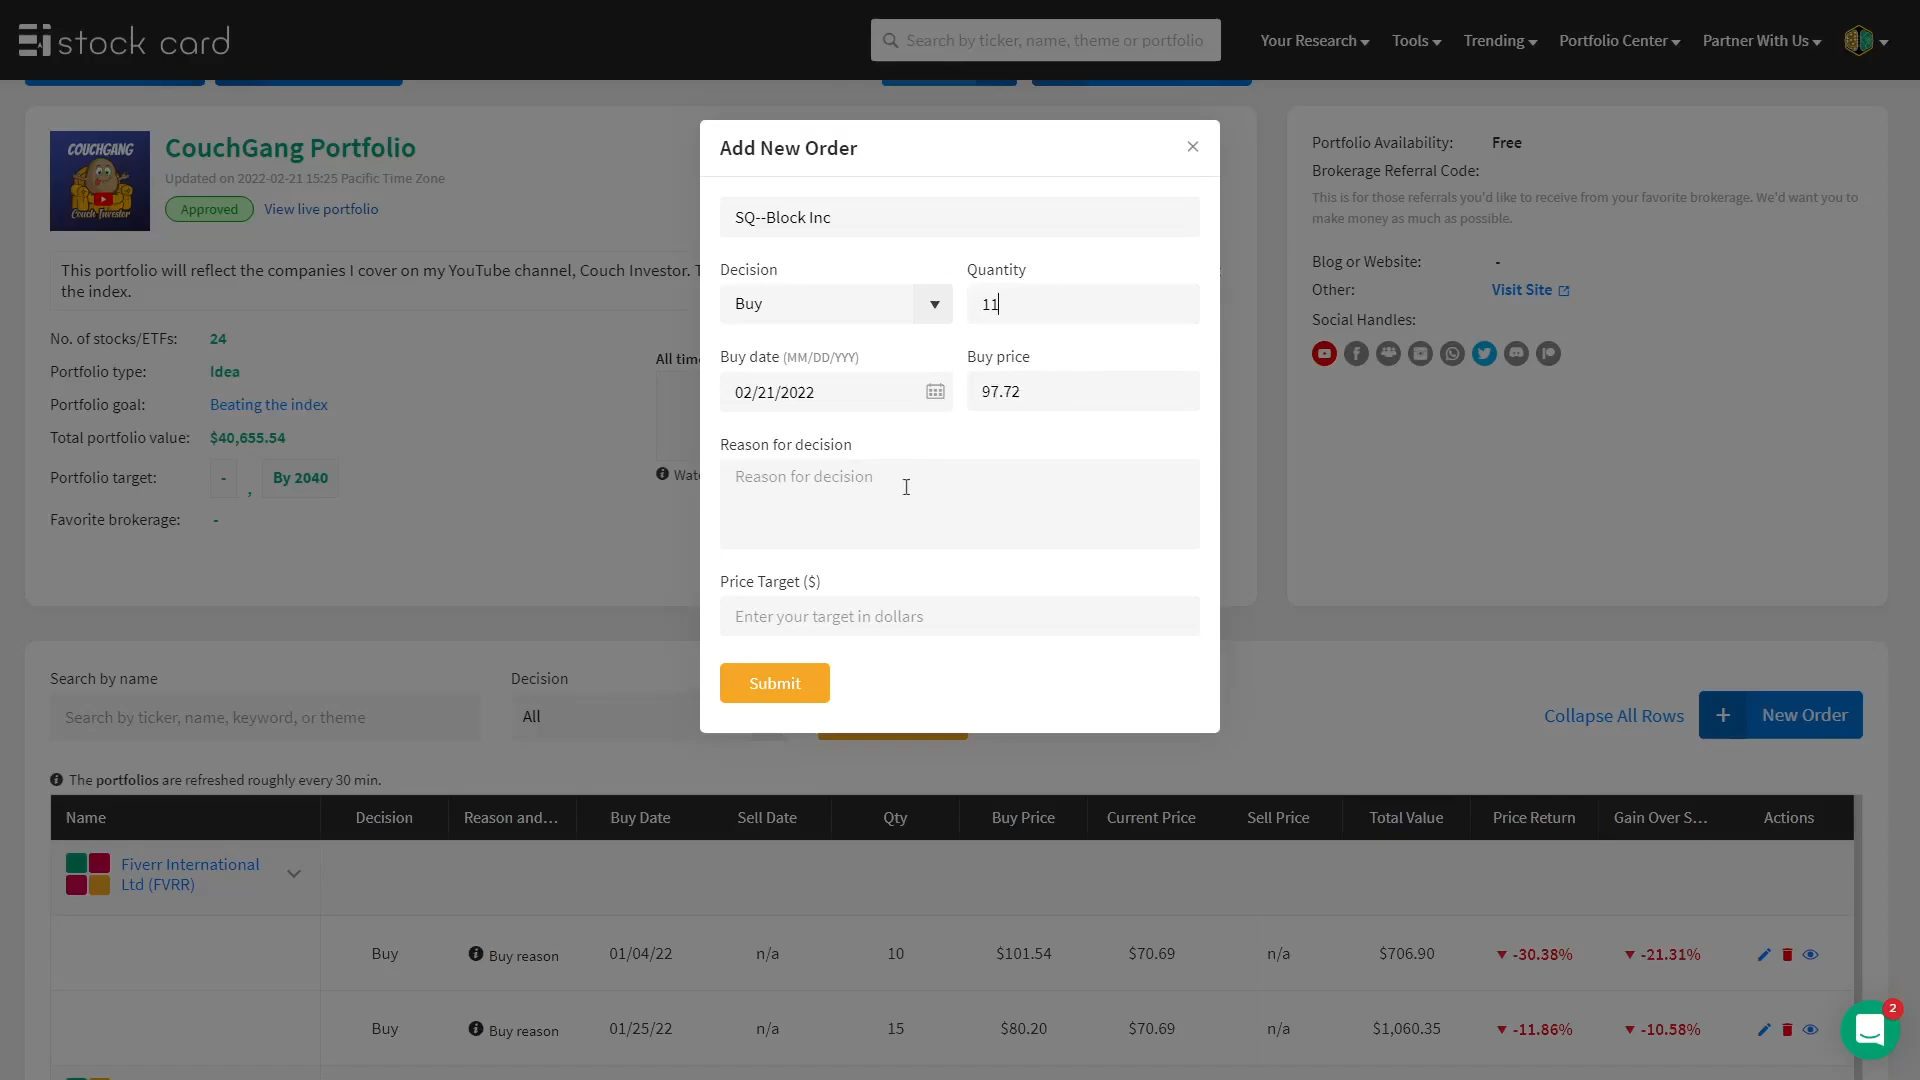 stock card
Search by ticker, name, theme or portfolio
Your Research
Tools
Trending
Portfolio Center
Partner With Us
COUCHGANG
Couch Investor
CouchGang Portfolio
Updated on 2022-02-21 15:25 Pacific Time Zone
Approved
View live portfolio
This portfolio will reflect the companies I cover on my YouTube channel, Couch Investor. T
the index.
No. of stocks/ETFs: 24
Portfolio type: Idea
Portfolio goal: Beating the index
Total portfolio value: $40,655.54
Portfolio target: - , By 2040
Favorite brokerage: -
All tim
Wat
Add New Order
×
SQ--Block Inc
Decision
Quantity
Buy
11
Buy date (MM/DD/YYY)
Buy price
02/21/2022
97.72
Reason for decision
Reason for decision
Price Target ($)
Enter your target in dollars
Submit
Portfolio Availability: Free
Brokerage Referral Code:
This is for those referrals you'd like to receive from your favorite brokerage. We'd want you to
make money as much as possible.
Blog or Website: -
Other: Visit Site
Social Handles:
Search by name
Decision
Search by ticker, name, keyword, or theme
All
Collapse All Rows
+ New Order
The portfolios are refreshed roughly every 30 min.
Name Decision Reason and... Buy Date Sell Date Qty Buy Price Current Price Sell Price Total Value Price Return Gain Over S... Actions
Fiverr International
Ltd (FVRR)
Buy Buy reason 01/04/22 n/a 10 $101.54 $70.69 n/a $706.90 -30.38% -21.31%
Buy Buy reason 01/25/22 n/a 15 $80.20 $70.69 n/a $1,060.35 -11.86% -10.58%
2